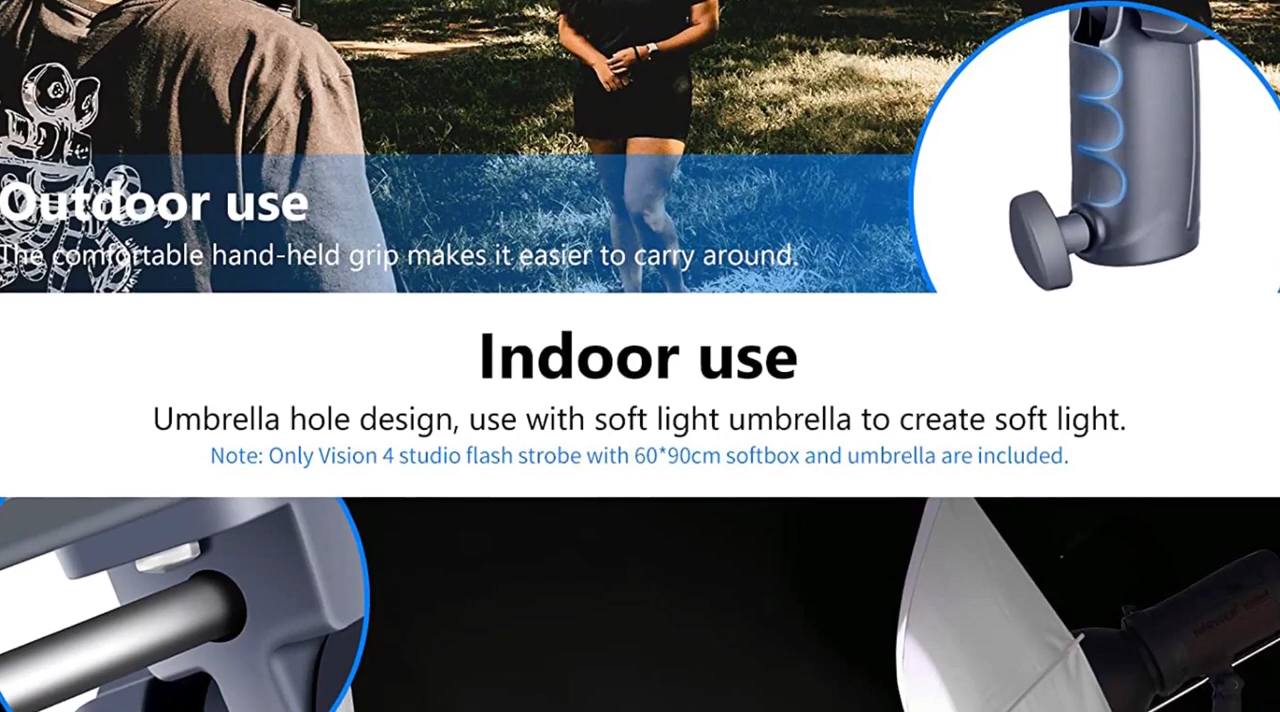 Outdoor use
The comfortable hand-held grip makes it easier to carry around.
Indoor use
Umbrella hole design, use with soft light umbrella to create soft light.
Note: Only Vision 4 studio flash strobe with 60*90cm softbox and umbrella are included.